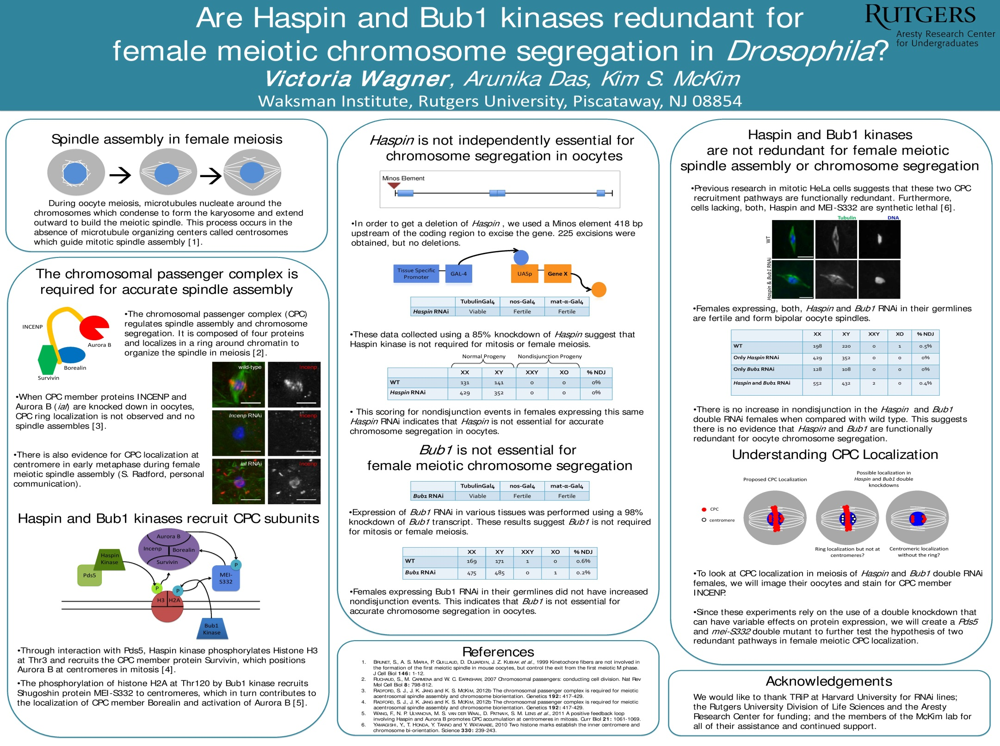 Are Haspin and Bub1 kinases redundant for
female meiotic chromosome segregation in Drosophila?
Victoria Wagner, Arunika Das, Kim S. McKim
Waksman Institute, Rutgers University, Piscataway, NJ 08854
RUTGERS
Aresty Research Center
for Undergraduates
Spindle assembly in female meiosis
During oocyte meiosis, microtubules nucleate around the
chromosomes which condense to form the karyosome and extend
outward to build the meiotic spindle. This process occurs in the
absence of microtubule organizing centers called centrosomes
which guide mitotic spindle assembly [1].
The chromosomal passenger complex is
required for accurate spindle assembly
INCENP
Aurora B
Borealin
Survivin
•The chromosomal passenger complex (CPC)
regulates spindle assembly and chromosome
segregation. It is composed of four proteins
and localizes in a ring around chromatin to
organize the spindle in meiosis [2].
wild-type
Incenp
Incenp RNAi
Incenp
ial RNAi
Incenp
•When CPC member proteins INCENP and
Aurora B (ial) are knocked down in oocytes,
CPC ring localization is not observed and no
spindle assembles [3].
•There is also evidence for CPC localization at
centromere in early metaphase during female
meiotic spindle assembly (S. Radford, personal
communication).
Haspin and Bub1 kinases recruit CPC subunits
Aurora B
Incenp
Borealin
Survivin
Haspin
Kinase
Pds5
P
MEI-
S332
P
P
H3
H2A
Bub1
Kinase
•Through interaction with Pds5, Haspin kinase phosphorylates Histone H3
at Thr3 and recruits the CPC member protein Survivin, which positions
Aurora B at centromeres in mitosis [4].
•The phosphorylation of histone H2A at Thr120 by Bub1 kinase recruits
Shugoshin protein MEI-S332 to centromeres, which in turn contributes to
the localization of CPC member Borealin and activation of Aurora B [5].
Haspin is not independently essential for
chromosome segregation in oocytes
Minos Element
•In order to get a deletion of Haspin , we used a Minos element 418 bp
upstream of the coding region to excise the gene. 225 excisions were
obtained, but no deletions.
Tissue Specific
Promoter
GAL-4
UASp
Gene X
TubulinGal4 nos-Gal4 mat-α-Gal4
Haspin RNAi Viable Fertile Fertile
•These data collected using a 85% knockdown of Haspin suggest that
Haspin kinase is not required for mitosis or female meiosis.
Normal Progeny Nondisjunction Progeny
XX XY XXY XO % NDJ
WT 131 141 0 0 0%
Haspin RNAi 429 352 0 0 0%
• This scoring for nondisjunction events in females expressing this same
Haspin RNAi indicates that Haspin is not essential for accurate
chromosome segregation in oocytes.
Bub1 is not essential for
female meiotic chromosome segregation
TubulinGal4 nos-Gal4 mat-α-Gal4
Bub1 RNAi Viable Fertile Fertile
•Expression of Bub1 RNAi in various tissues was performed using a 98%
knockdown of Bub1 transcript. These results suggest Bub1 is not required
for mitosis or female meiosis.
XX XY XXY XO % NDJ
WT 169 171 1 0 0.6%
Bub1 RNAi 475 485 0 1 0.2%
•Females expressing Bub1 RNAi in their germlines did not have increased
nondisjunction events. This indicates that Bub1 is not essential for
accurate chromosome segregation in oocytes.
References
1. BRUNET, S., A. S. MARIA, P. GUILLAUD, D. DUJARDIN, J. Z. KUBIAK et al., 1999 Kinetochore fibers are not involved in
the formation of the first meiotic spindle in mouse oocytes, but control the exit from the first meiotic M phase.
J Cell Biol 146: 1-12.
2. RUCHAUD, S., M. CARMENA and W. C. EARNSHAW, 2007 Chromosomal passengers: conducting cell division. Nat Rev
Mol Cell Biol 8: 798-812.
3. RADFORD, S. J., J. K. JANG and K. S. MCKIM, 2012b The chromosomal passenger complex is required for meiotic
acentrosomal spindle assembly and chromosome biorientation. Genetics 192: 417-429.
4. RADFORD, S. J., J. K. JANG and K. S. MCKIM, 2012b The chromosomal passenger complex is required for meiotic
acentrosomal spindle assembly and chromosome biorientation. Genetics 192: 417-429.
5. WANG, F., N. P. ULYANOVA, M. S. VAN DER WAAL, D. PATNAIK, S. M. LENS et al., 2011 A positive feedback loop
involving Haspin and Aurora B promotes CPC accumulation at centromeres in mitosis. Curr Biol 21: 1061-1069.
6. YAMAGISHI, Y., T. HONDA, Y. TANNO and Y. WATANABE, 2010 Two histone marks establish the inner centromere and
chromosome bi-orientation. Science 330: 239-243.
Haspin and Bub1 kinases
are not redundant for female meiotic
spindle assembly or chromosome segregation
•Previous research in mitotic HeLa cells suggests that these two CPC
recruitment pathways are functionally redundant. Furthermore,
cells lacking, both, Haspin and MEI-S332 are synthetic lethal [6].
Tubulin DNA
WT
Haspin & Bub1 RNAi
•Females expressing, both, Haspin and Bub1 RNAi in their germlines
are fertile and form bipolar oocyte spindles.
XX XY XXY XO % NDJ
WT 198 220 0 1 0.5%
Only Haspin RNAi 429 352 0 0 0%
Only Bub1 RNAi 128 108 0 0 0%
Haspin and Bub1 RNAi 552 432 2 0 0.4%
•There is no increase in nondisjunction in the Haspin and Bub1
double RNAi females when compared with wild type. This suggests
there is no evidence that Haspin and Bub1 are functionally
redundant for oocyte chromosome segregation.
Understanding CPC Localization
Proposed CPC Localization
Possible localization in
Haspin and Bub1 double
knockdowns
CPC
centromere
Ring localization but not at
centromeres?
Centromeric localization
without the ring?
•To look at CPC localization in meiosis of Haspin and Bub1 double RNAi
females, we will image their oocytes and stain for CPC member
INCENP.
•Since these experiments rely on the use of a double knockdown that
can have variable effects on protein expression, we will create a Pds5
and mei-S332 double mutant to further test the hypothesis of two
redundant pathways in female meiotic CPC localization.
Acknowledgements
We would like to thank TRiP at Harvard University for RNAi lines;
the Rutgers University Division of Life Sciences and the Aresty
Research Center for funding; and the members of the McKim lab for
all of their assistance and continued support.